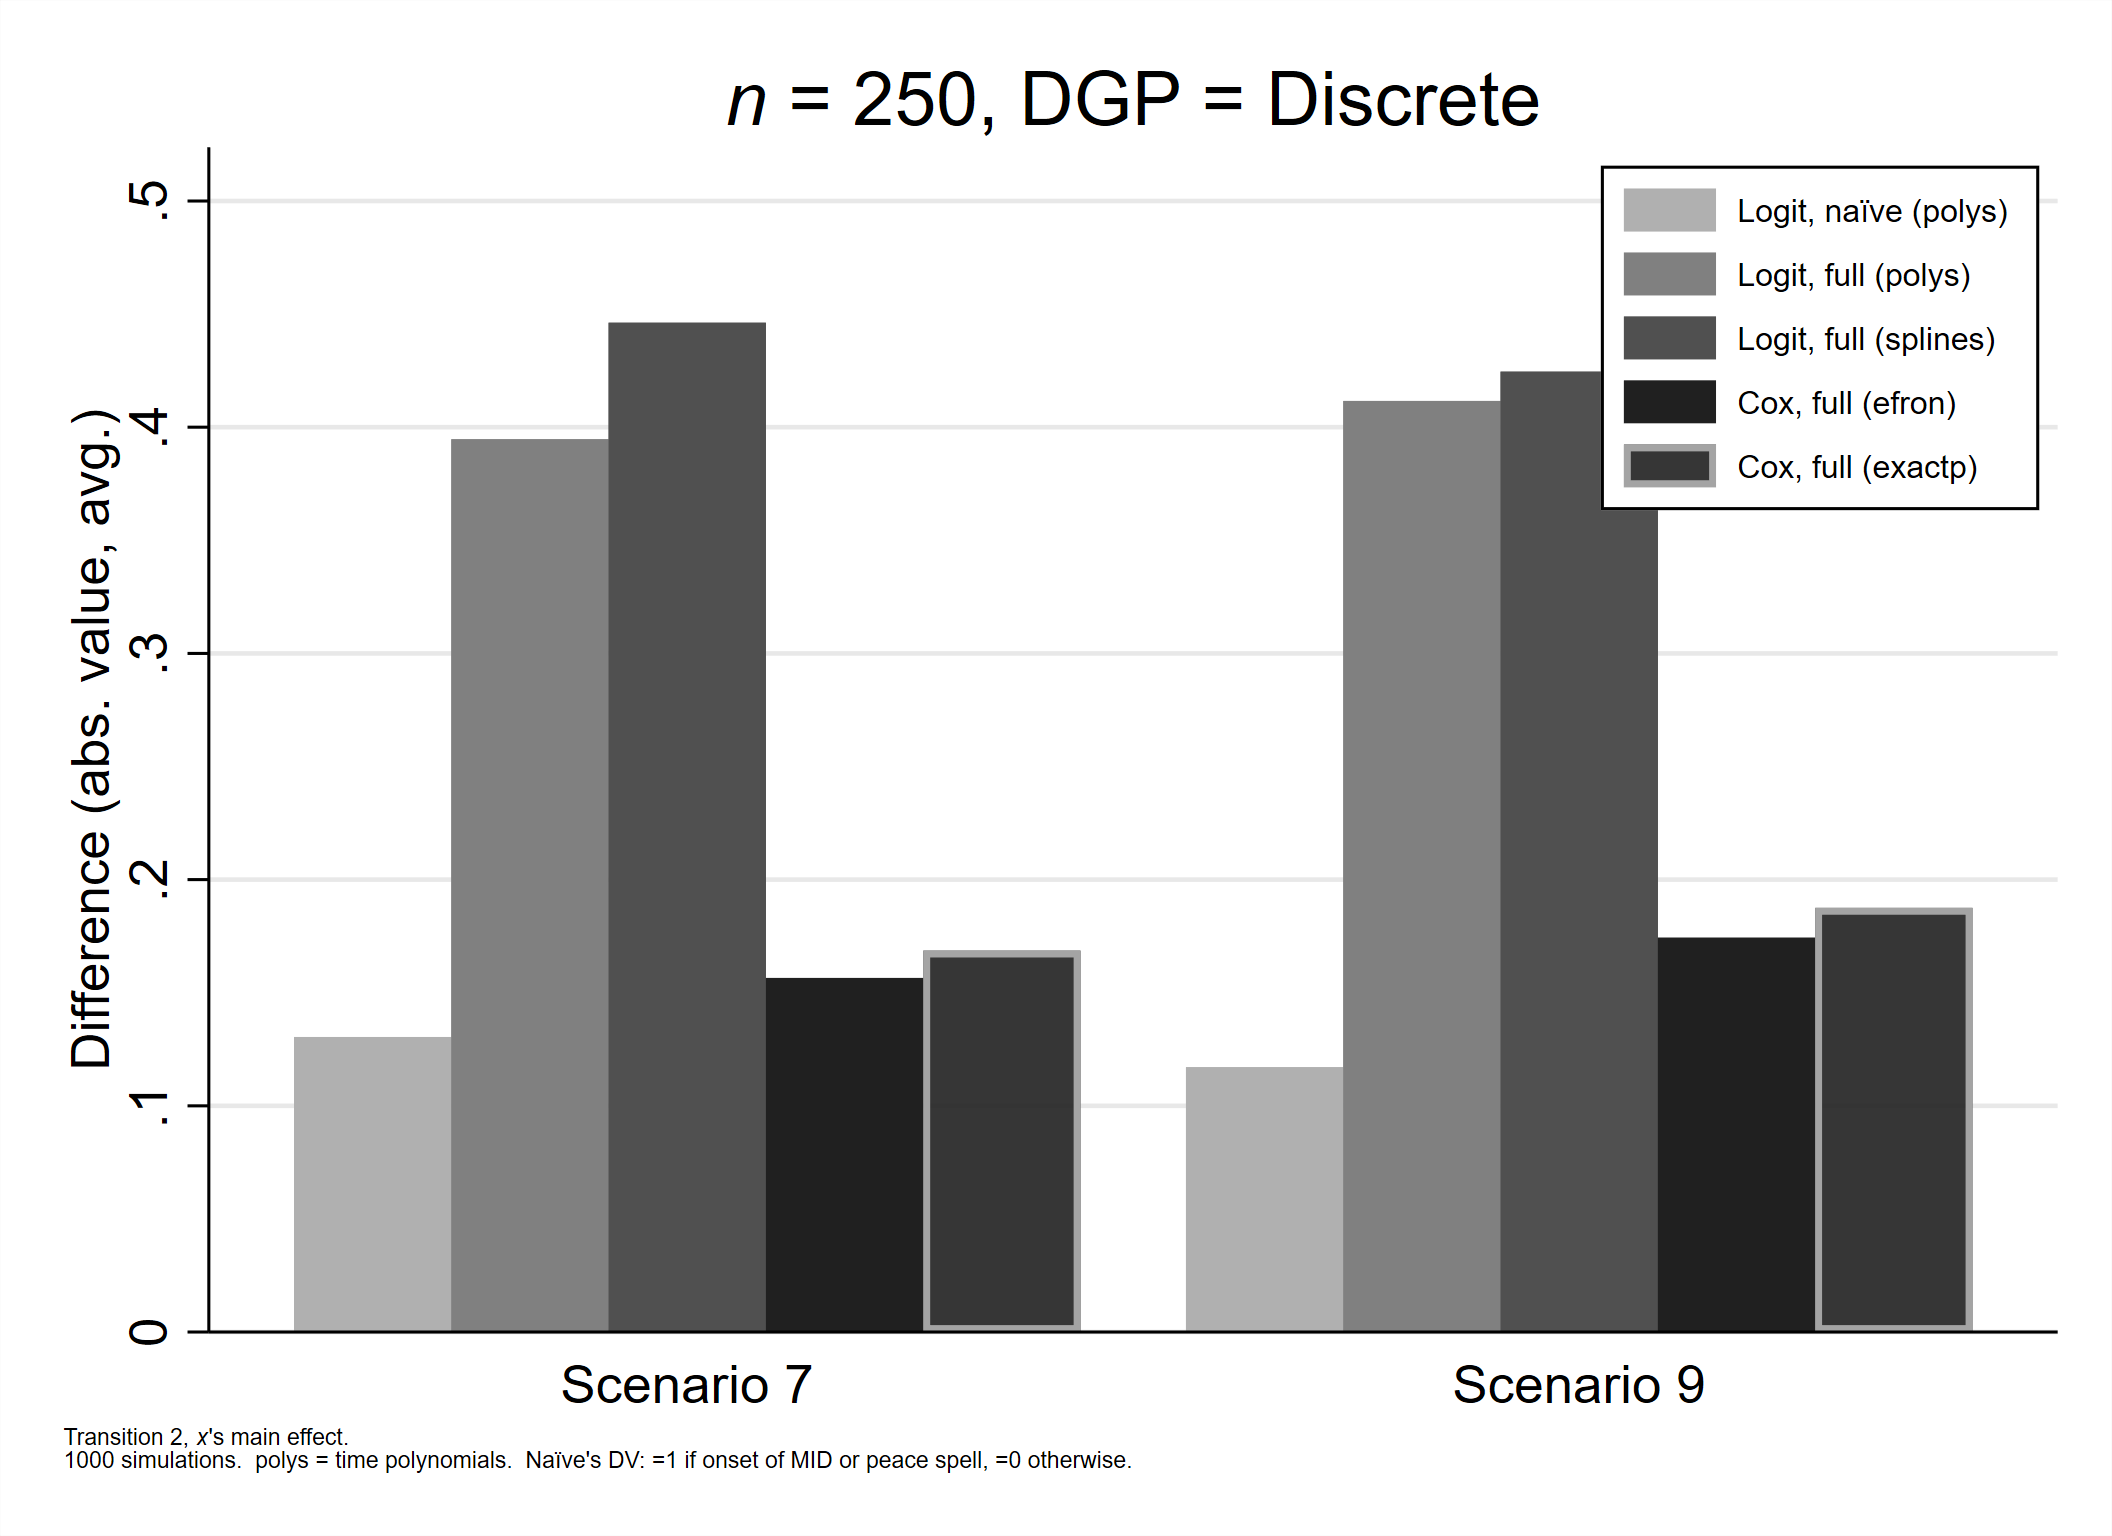 n = 250, DGP = Discrete
Difference (abs. value, avg.)
.5
.4
.3
.2
.1
0
Logit, naïve (polys)
Logit, full (polys)
Logit, full (splines)
Cox, full (efron)
Cox, full (exactp)
Scenario 7
Scenario 9
Transition 2, x's main effect.
1000 simulations.  polys = time polynomials.  Naïve's DV: =1 if onset of MID or peace spell, =0 otherwise.